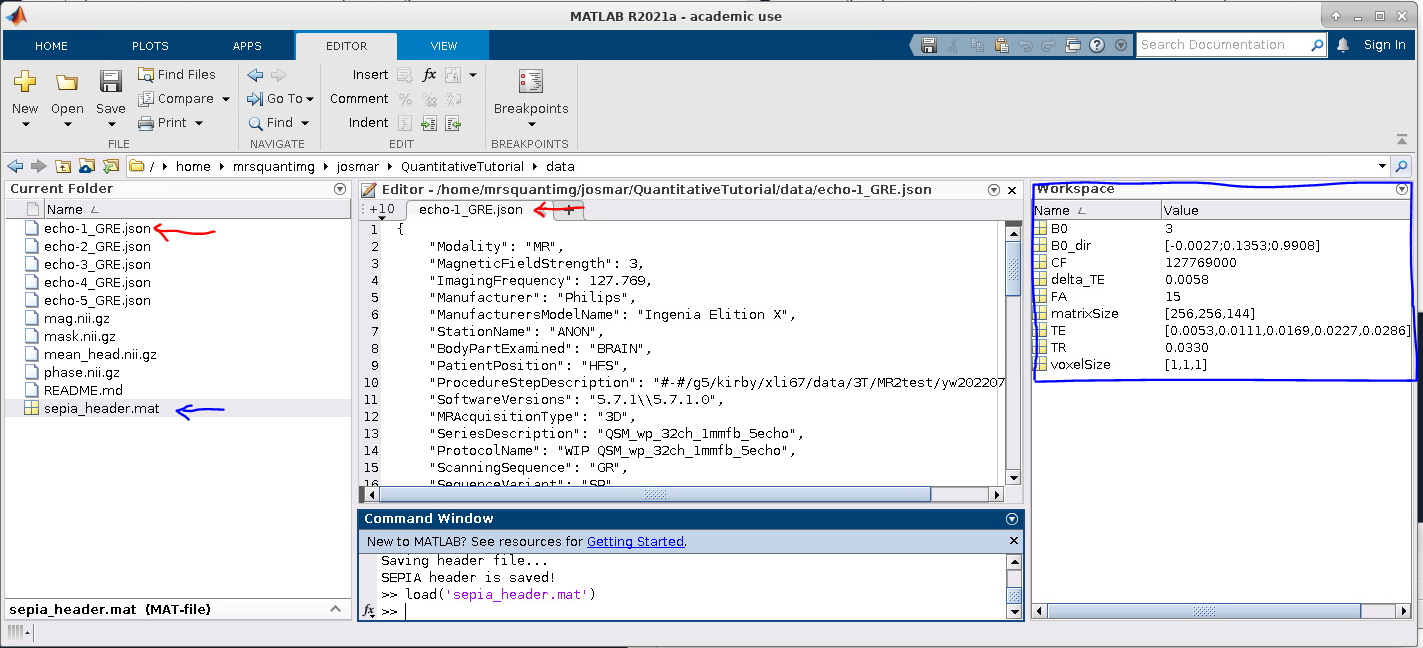 MATLAB R2021a - academic use
HOME PLOTS APPS EDITOR VIEW
Search Documentation
Sign In
New
Open
Save
Find Files
Compare
Print
FILE
Go To
Find
NAVIGATE
Insert
fx
Comment
Indent
EDIT
Breakpoints
BREAKPOINTS
/ home mrsquantimg josmar QuantitativeTutorial data
Current Folder
Name
echo-1_GRE.json
echo-2_GRE.json
echo-3_GRE.json
echo-4_GRE.json
echo-5_GRE.json
mag.nii.gz
mask.nii.gz
mean_head.nii.gz
phase.nii.gz
README.md
sepia_header.mat
sepia_header.mat (MAT-file)
Editor - /home/mrsquantimg/josmar/QuantitativeTutorial/data/echo-1_GRE.json
+10 echo-1_GRE.json +
1 {
2 "Modality": "MR",
3 "MagneticFieldStrength": 3,
4 "ImagingFrequency": 127.769,
5 "Manufacturer": "Philips",
6 "ManufacturersModelName": "Ingenia Elition X",
7 "StationName": "ANON",
8 "BodyPartExamined": "BRAIN",
9 "PatientPosition": "HFS",
10 "ProcedureStepDescription": "#-#/g5/kirby/xli67/data/3T/MR2test/yw202207
11 "SoftwareVersions": "5.7.1\\5.7.1.0",
12 "MRAcquisitionType": "3D",
13 "SeriesDescription": "QSM_wp_32ch_1mmfb_5echo",
14 "ProtocolName": "WIP QSM_wp_32ch_1mmfb_5echo",
15 "ScanningSequence": "GR",
16 "SequenceVariant": "SP",
Command Window
New to MATLAB? See resources for Getting Started.
Saving header file...
SEPIA header is saved!
>> load('sepia_header.mat')
fx >>
Workspace
Name Value
B0 3
B0_dir [-0.0027;0.1353;0.9908]
CF 127769000
delta_TE 0.0058
FA 15
matrixSize [256,256,144]
TE [0.0053,0.0111,0.0169,0.0227,0.0286]
TR 0.0330
voxelSize [1,1,1]